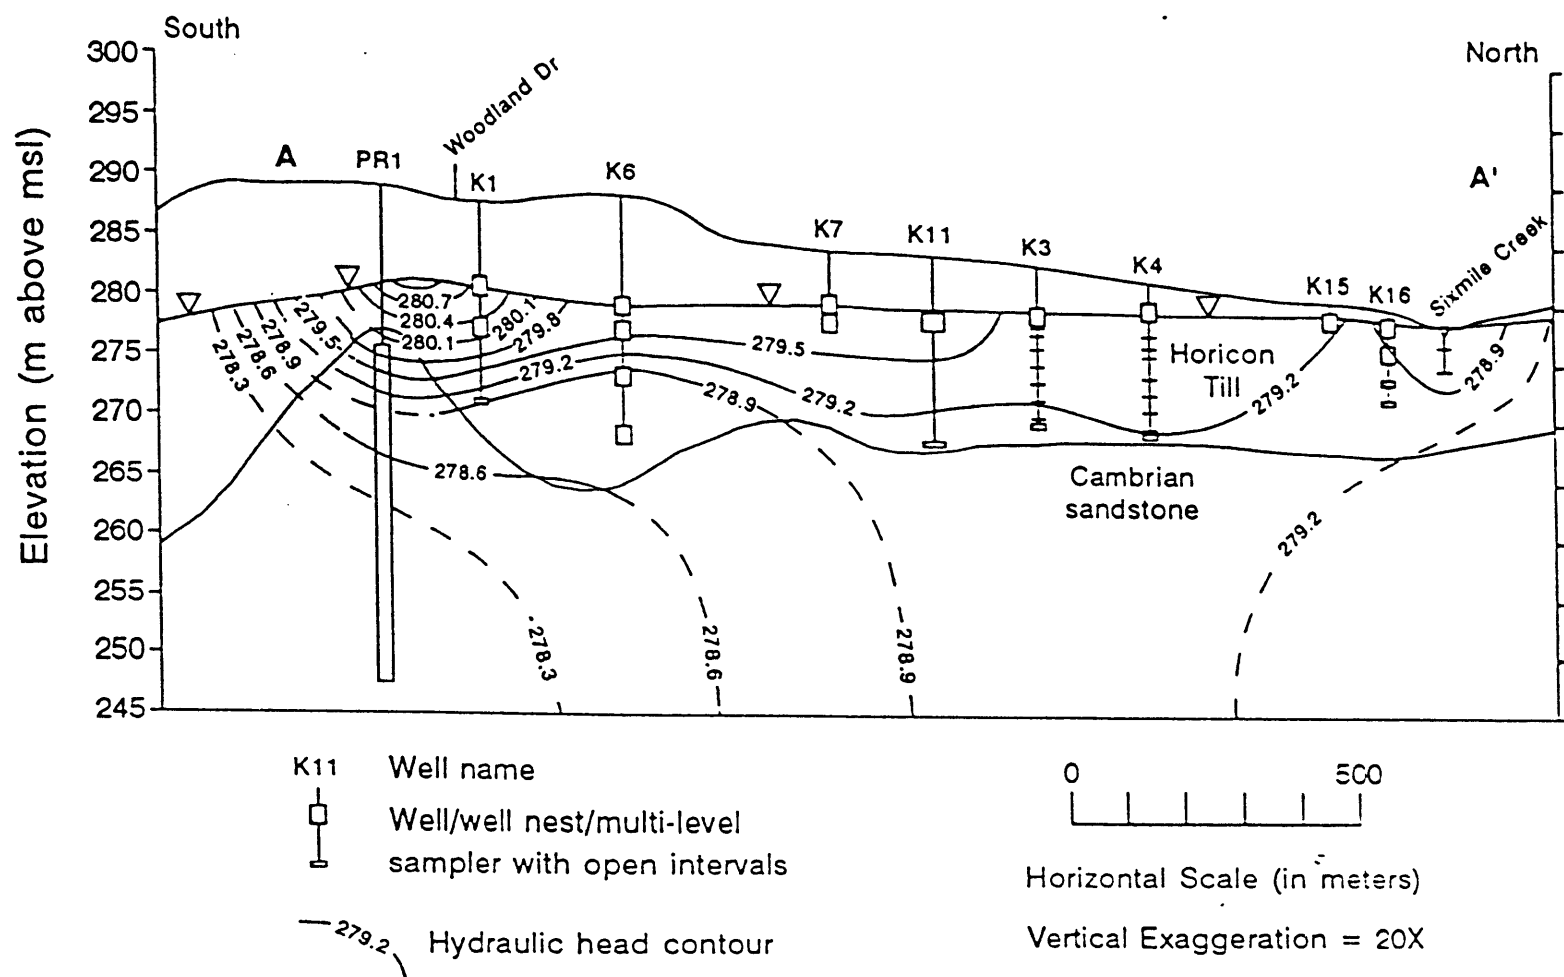 South
North
300
295
290
285
280
275
270
265
260
255
250
245
Elevation (m above msl)
A
PR1
Woodland Dr
K1
K6
K7
K11
K3
K4
K15
K16
Sixmile Creek
A'
280.7
280.4
280.1
280.1
279.8
279.5
278.9
278.6
278.3
279.5
279.2
278.9
279.2
279.2
278.9
Horicon
Till
278.6
Cambrian
sandstone
279.2
278.3
278.6
278.9
K11 Well name
Well/well nest/multi-level
sampler with open intervals
279.2 Hydraulic head contour
0 500
Horizontal Scale (in meters)
Vertical Exaggeration = 20X